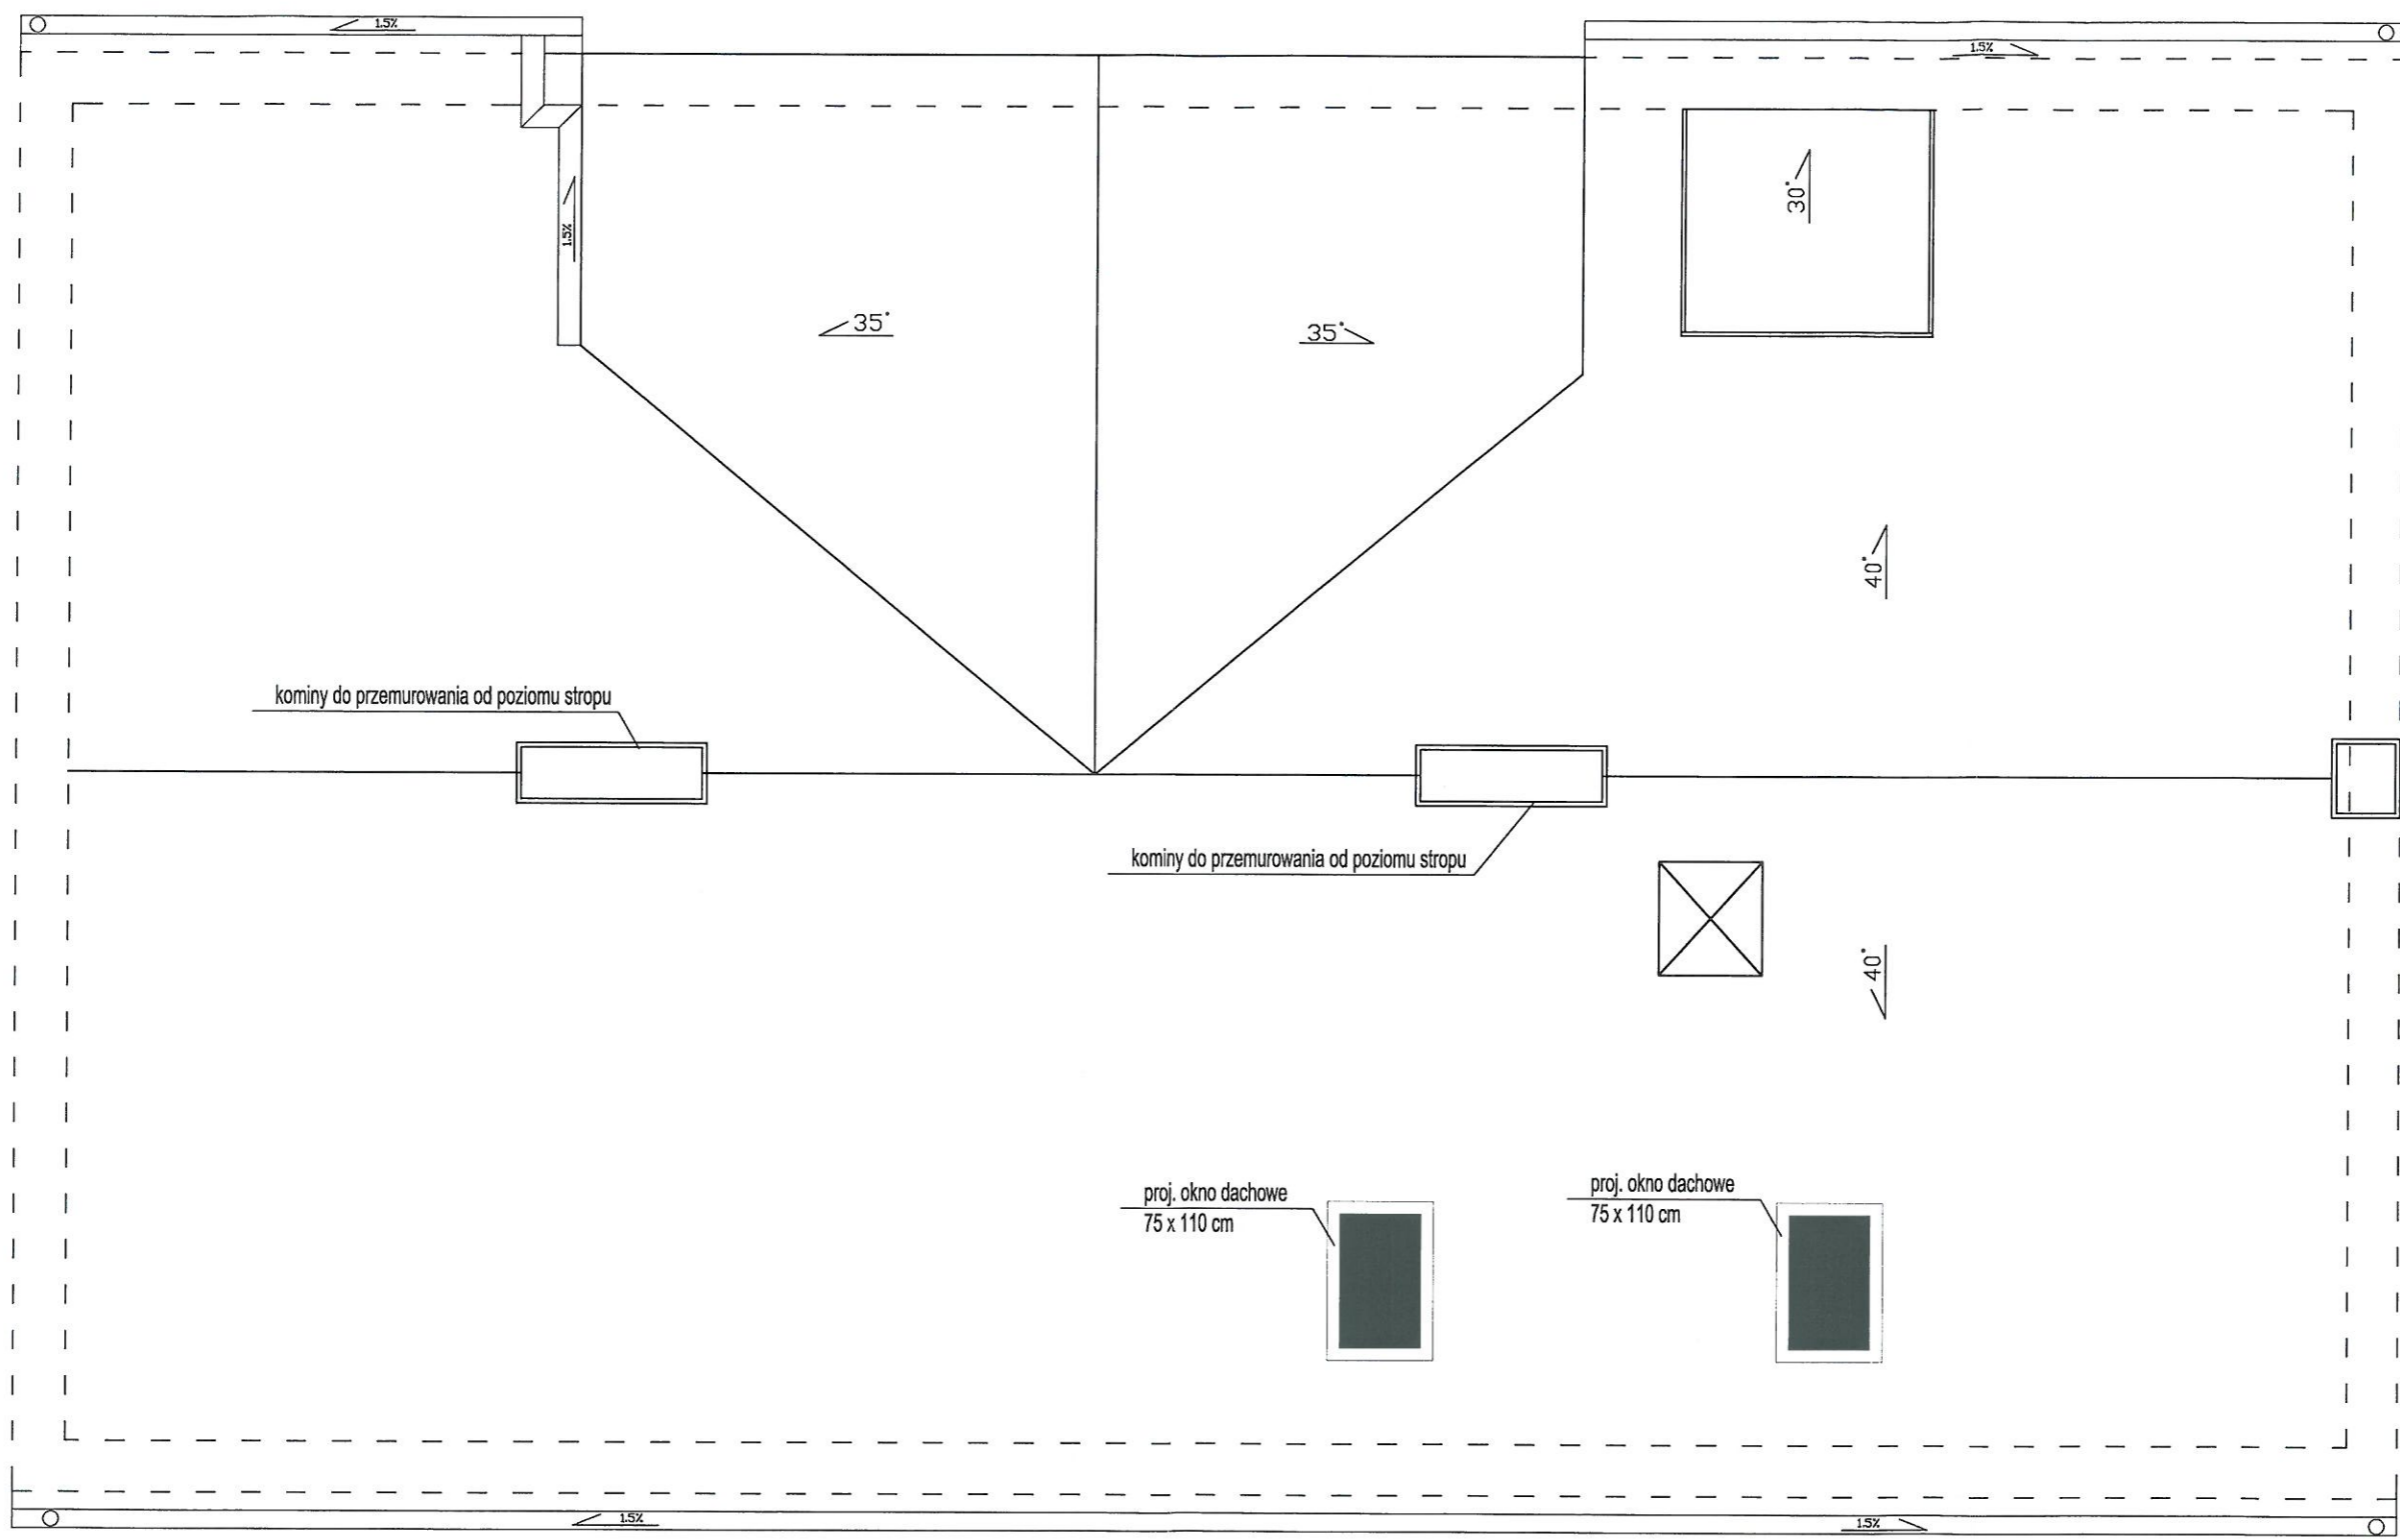 1.5%
1.5%
1.5%
30°
35°
35°
40°
kominy do przemurowania od poziomu stropu
kominy do przemurowania od poziomu stropu
40°
proj. okno dachowe
75 x 110 cm
proj. okno dachowe
75 x 110 cm
1.5%
1.5%